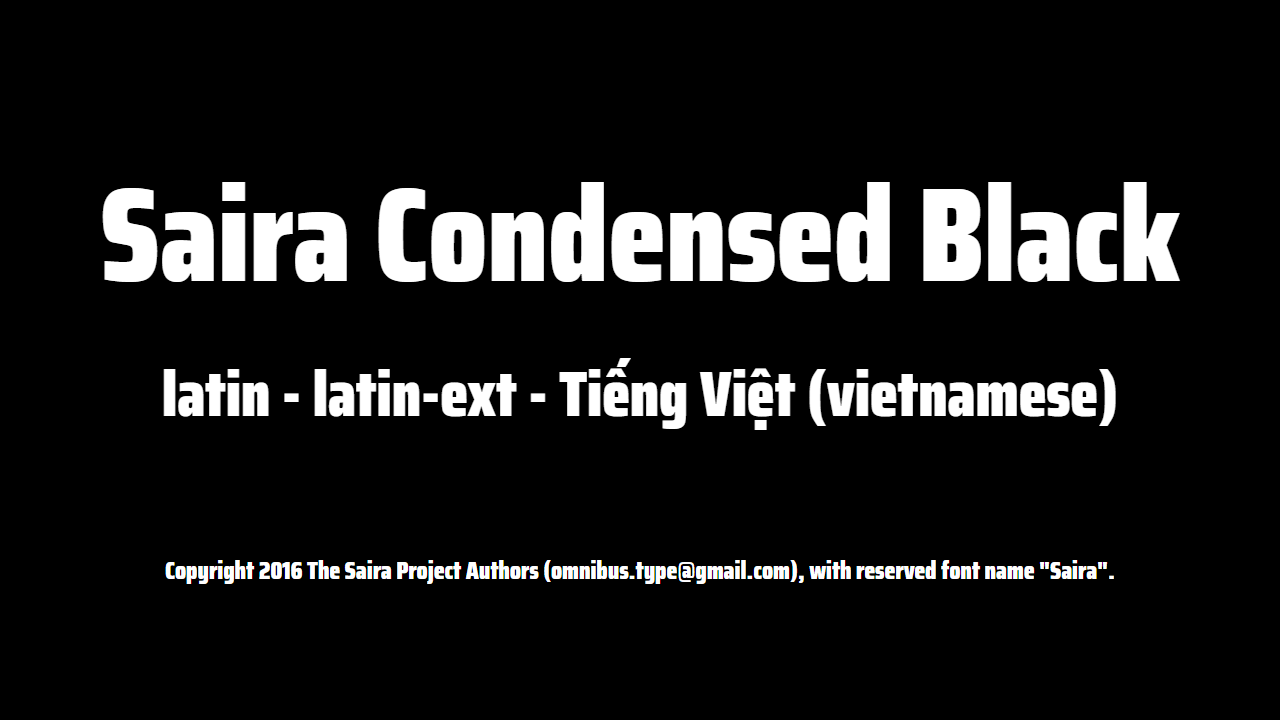 Saira Condensed Black
latin - latin-ext - Tiếng Việt (vietnamese)
Copyright 2016 The Saira Project Authors (omnibus.type@gmail.com), with reserved font name "Saira".